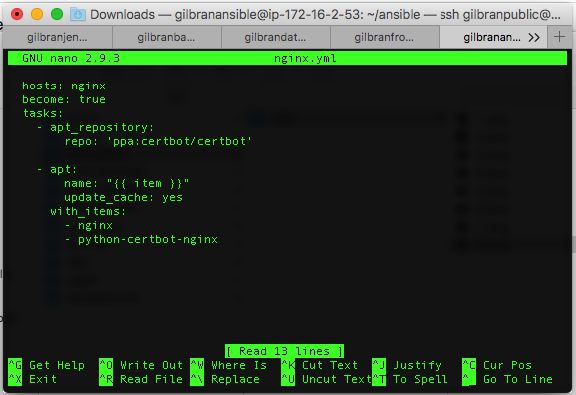 Downloads — gilbranansible@ip-172-16-2-53: ~/ansible — ssh gilbranpublic@...
gilbranjen... gilbranba... gilbrandat... gilbranfro... gilbranan... >> +
GNU nano 2.9.3 nginx.yml
hosts: nginx
become: true
tasks:
- apt_repository:
repo: 'ppa:certbot/certbot'
- apt:
name: "{{ item }}"
update_cache: yes
with_items:
- nginx
- python-certbot-nginx
[ Read 13 lines ]
^G Get Help ^O Write Out ^W Where Is ^K Cut Text ^J Justify ^C Cur Pos
^X Exit ^R Read File ^\ Replace ^U Uncut Text ^T To Spell ^_ Go To Line